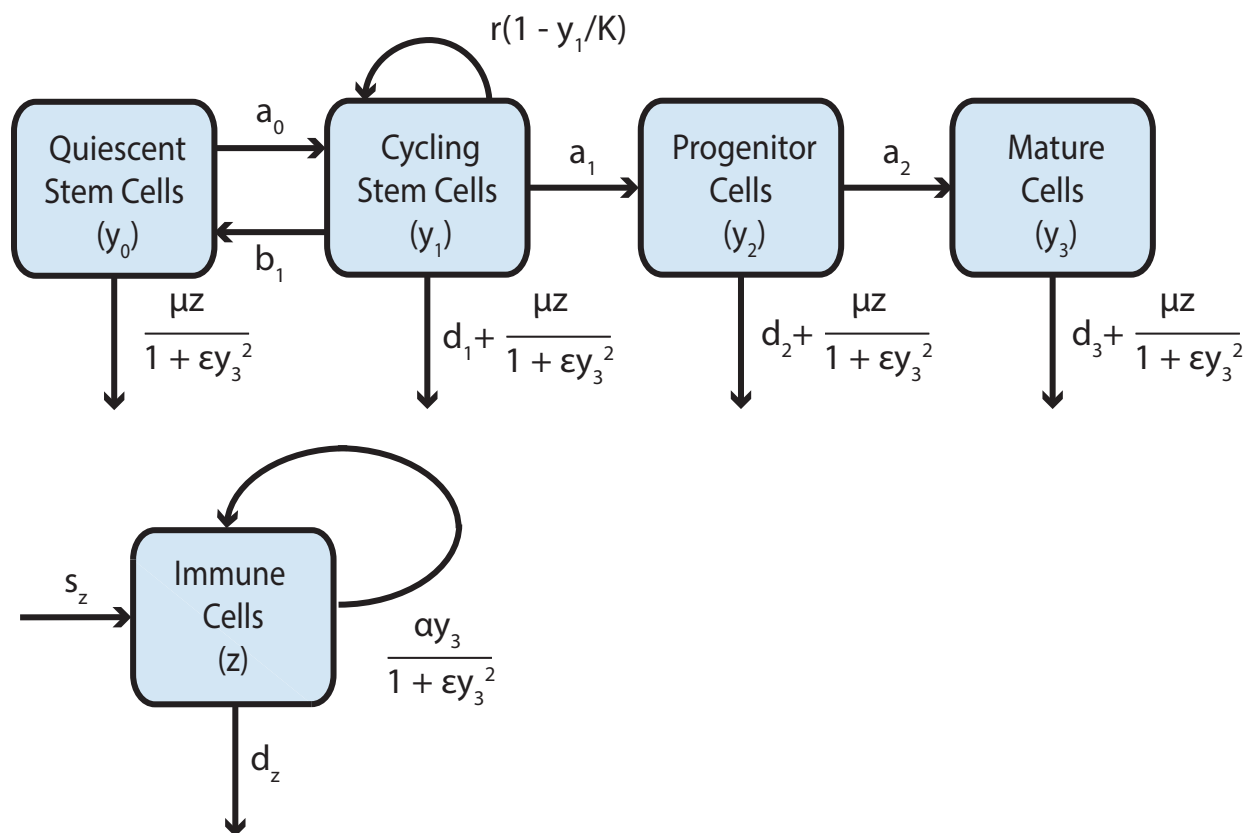 r(1 - y₁/K)
Quiescent
Stem Cells
(y₀)
a₀
b₁
Cycling
Stem Cells
(y₁)
a₁
Progenitor
Cells
(y₂)
a₂
Mature
Cells
(y₃)
μz
1 + εy₃²
d₁+ μz
1 + εy₃²
d₂+ μz
1 + εy₃²
d₃+ μz
1 + εy₃²
s_z
Immune
Cells
(z)
αy₃
1 + εy₃²
d_z